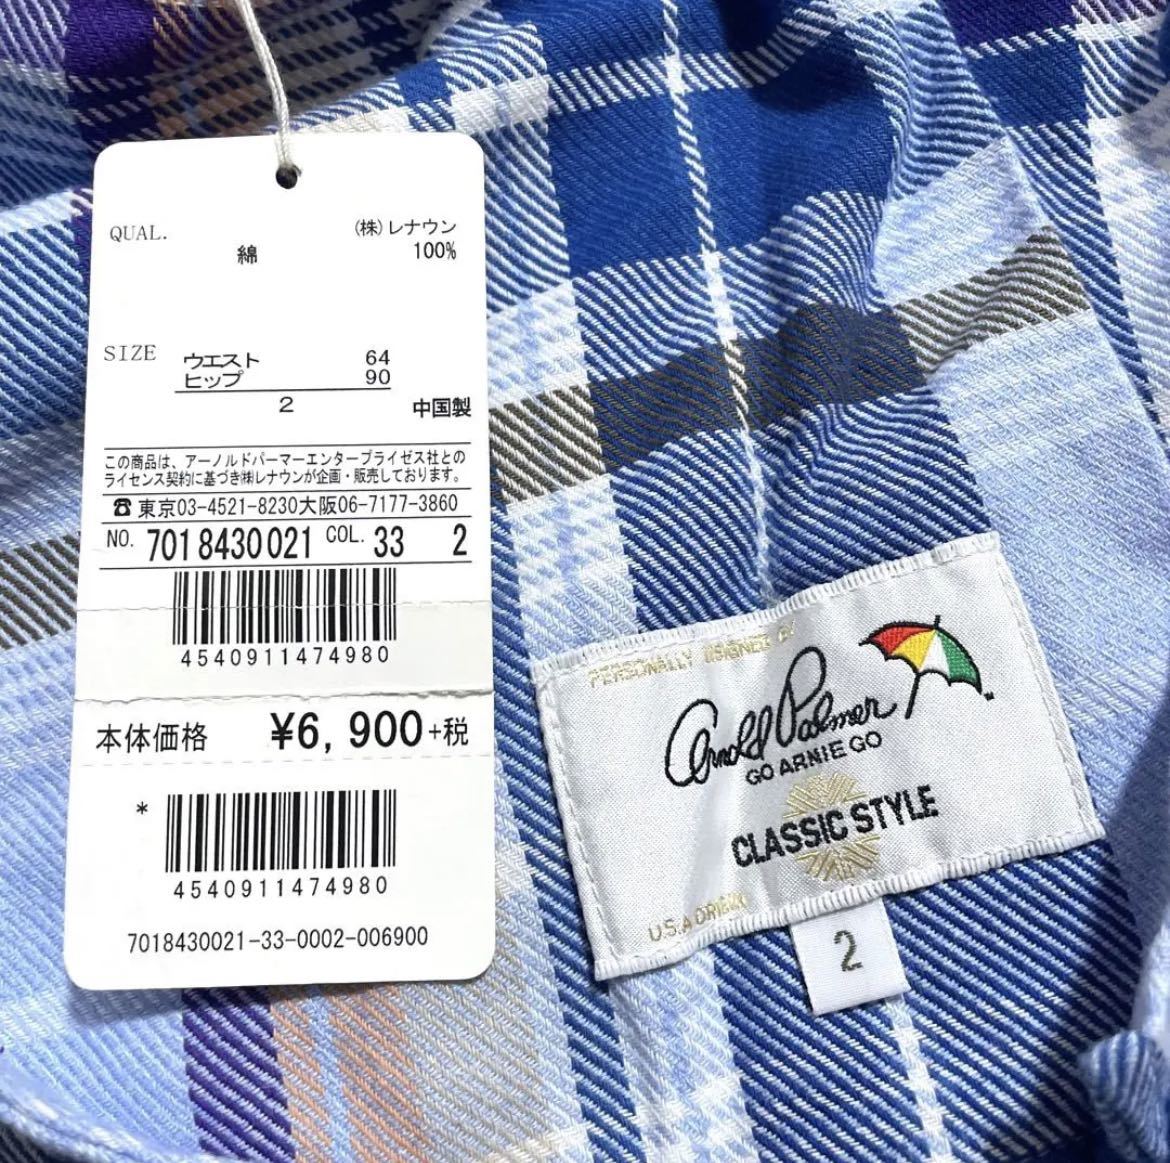 QUAL.
(株)レナウン
綿 100%
SIZE
ウエスト 64
ヒップ 90
2
中国製
この商品は、アーノルドパーマーエンタープライゼス社との
ライセンス契約に基づき㈱レナウンが企画・販売しております。
☎東京03-4521-8230大阪06-7177-3860
NO. 7018430021 COL. 33 2
4540911474980
本体価格 ¥6,900+税
*
4540911474980
7018430021-33-0002-006900
PERSONALLY DSIGNED BY
Arnold Palmer
GO ARNIE GO
CLASSIC STYLE
U.S.A ORIGIN
2